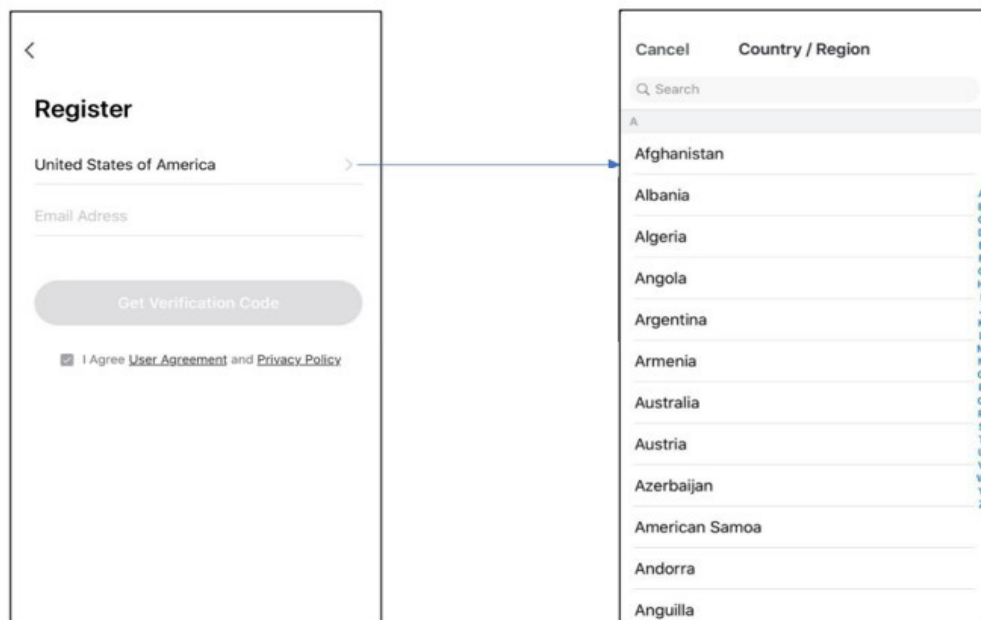 Register
United States of America
Email Adress
Get Verification Code
I Agree User Agreement and Privacy Policy
Cancel Country / Region
Search
A
Afghanistan
Albania
Algeria
Angola
Argentina
Armenia
Australia
Austria
Azerbaijan
American Samoa
Andorra
Anguilla